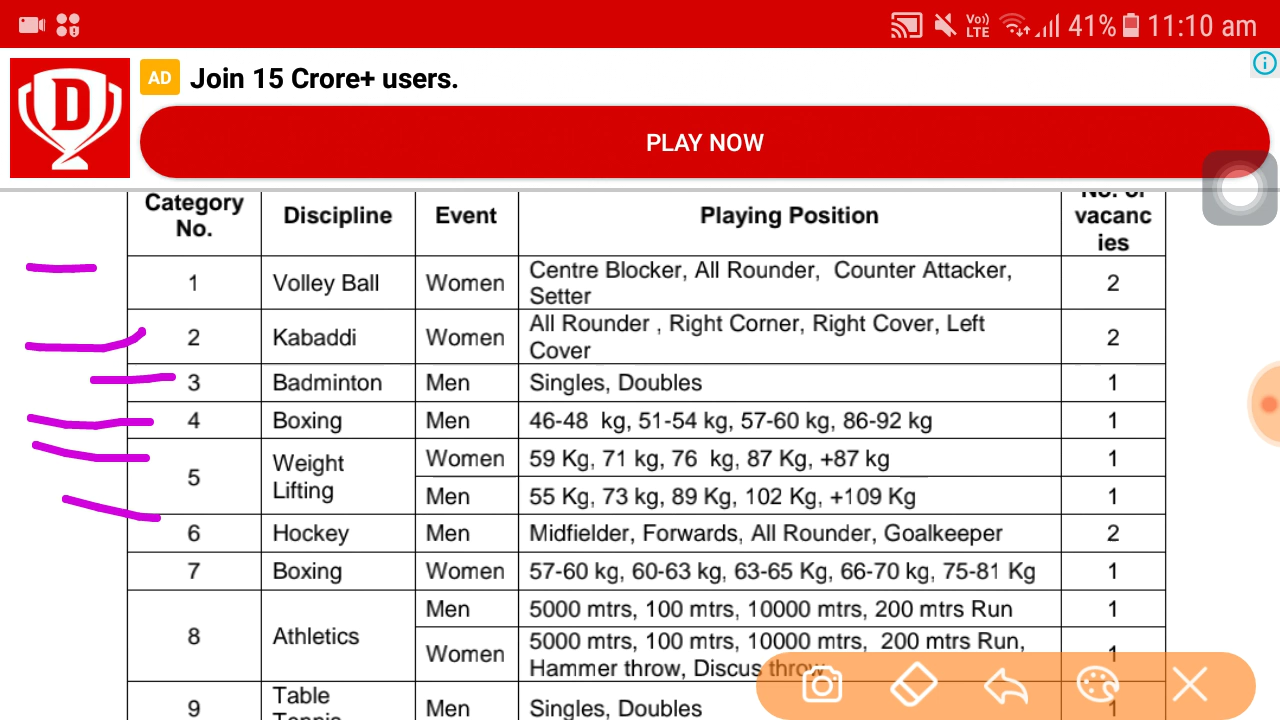 Vo))
LTE
41%
11:10 am
D
AD
Join 15 Crore+ users.
PLAY NOW
Category No.
Discipline
Event
Playing Position
No. of vacanc ies
1 Volley Ball Women Centre Blocker, All Rounder, Counter Attacker, Setter 2
2 Kabaddi Women All Rounder , Right Corner, Right Cover, Left Cover 2
3 Badminton Men Singles, Doubles 1
4 Boxing Men 46-48 kg, 51-54 kg, 57-60 kg, 86-92 kg 1
5 Weight Lifting Women 59 Kg, 71 kg, 76 kg, 87 Kg, +87 kg 1
Men 55 Kg, 73 kg, 89 Kg, 102 Kg, +109 Kg 1
6 Hockey Men Midfielder, Forwards, All Rounder, Goalkeeper 2
7 Boxing Women 57-60 kg, 60-63 kg, 63-65 Kg, 66-70 kg, 75-81 Kg 1
8 Athletics Men 5000 mtrs, 100 mtrs, 10000 mtrs, 200 mtrs Run 1
Women 5000 mtrs, 100 mtrs, 10000 mtrs, 200 mtrs Run, Hammer throw, Discus throw 1
9 Table Tennis Men Singles, Doubles 1